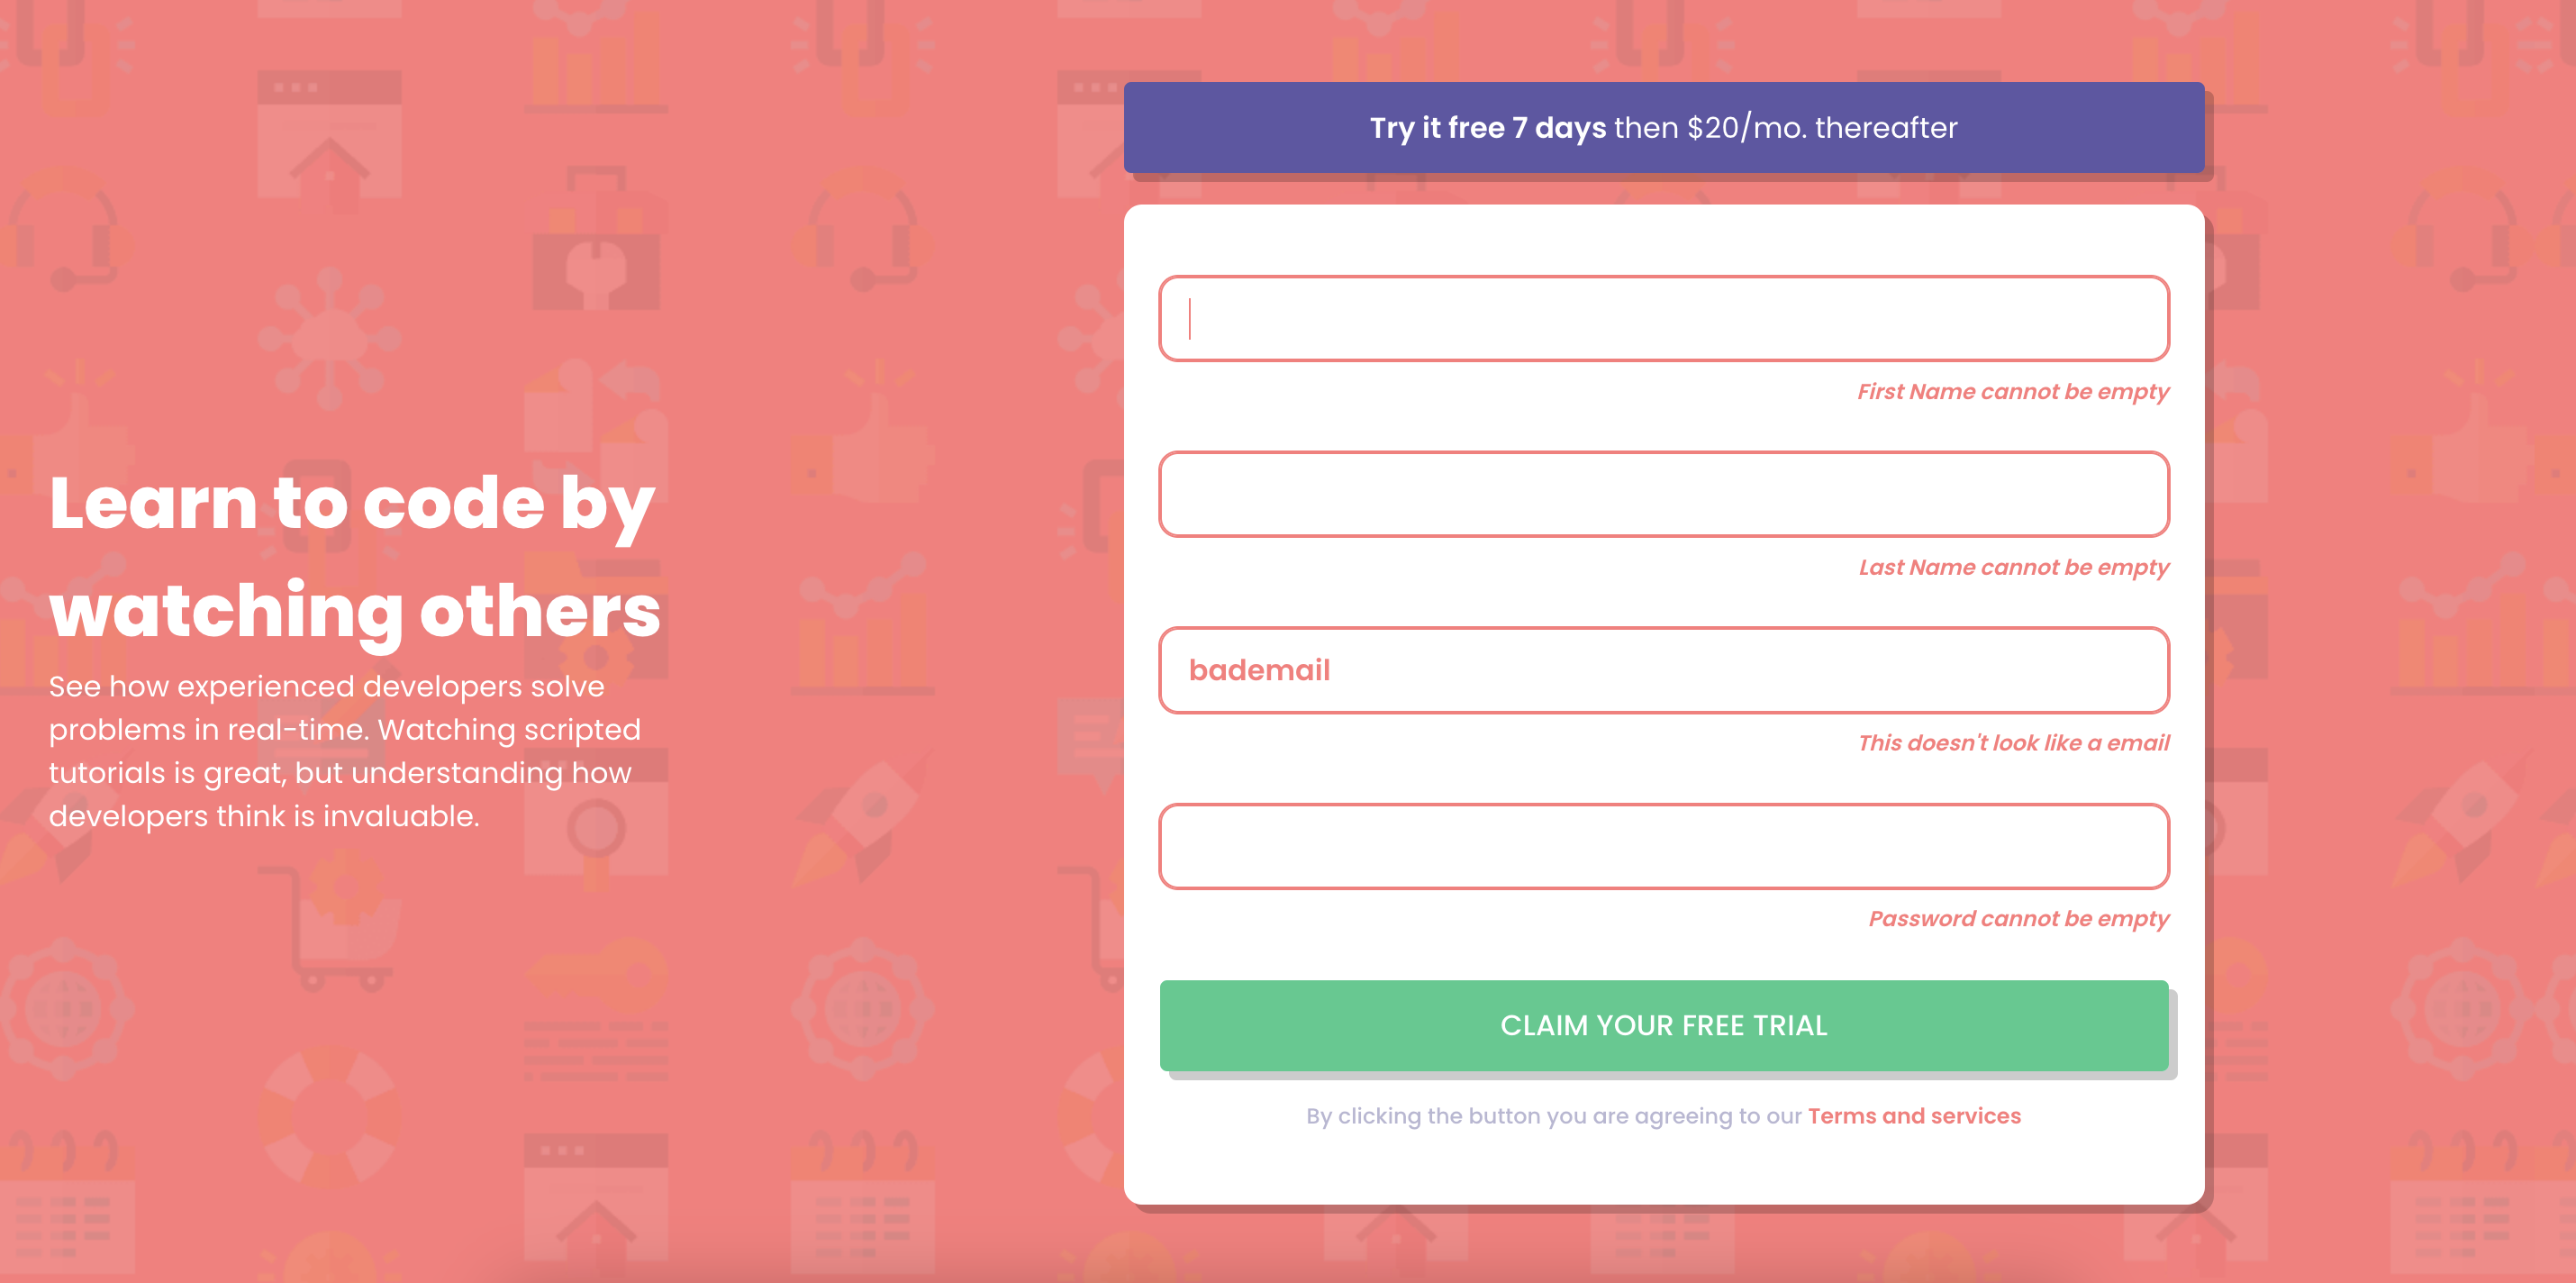 Try it free 7 days then $20/mo. thereafter
First Name cannot be empty
Last Name cannot be empty
bademail
This doesn't look like a email
Password cannot be empty
CLAIM YOUR FREE TRIAL
By clicking the button you are agreeing to our Terms and services
Learn to code by
watching others
See how experienced developers solve
problems in real-time. Watching scripted
tutorials is great, but understanding how
developers think is invaluable.